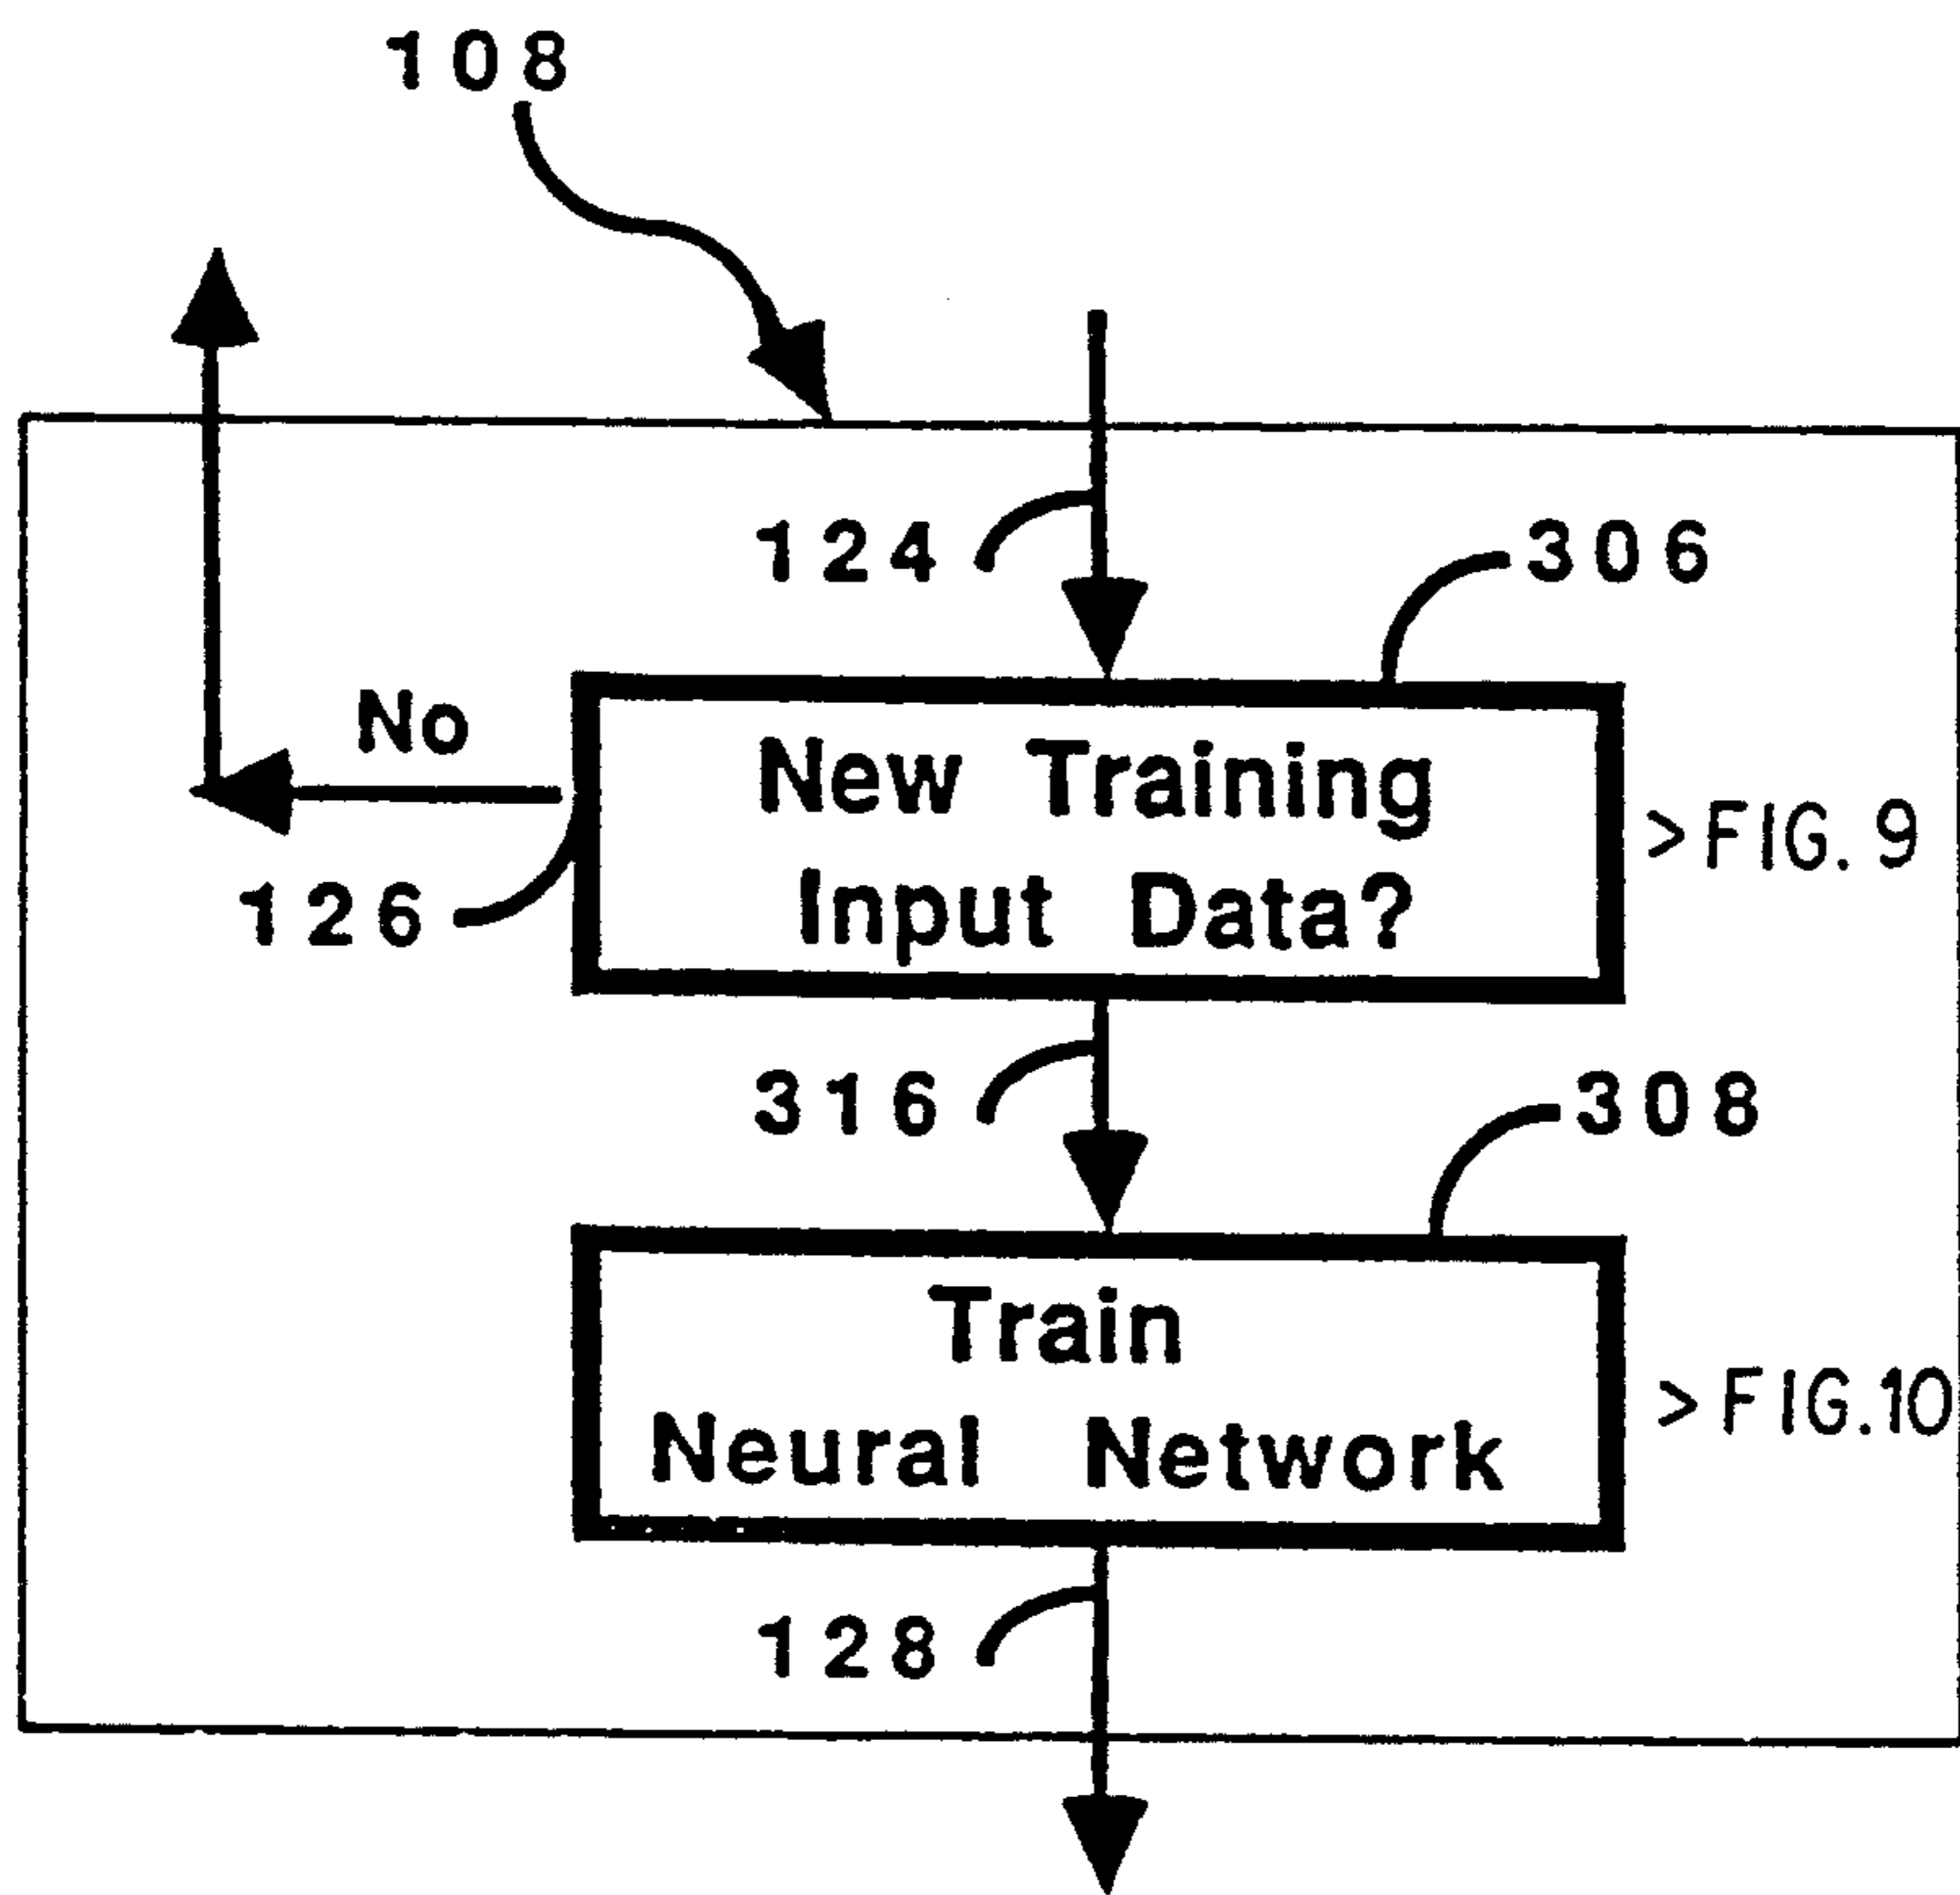 108
124
306
No
New Training
Input Data?
>FIG. 9
126
316
308
Train
Neural Network
>FIG.10
128